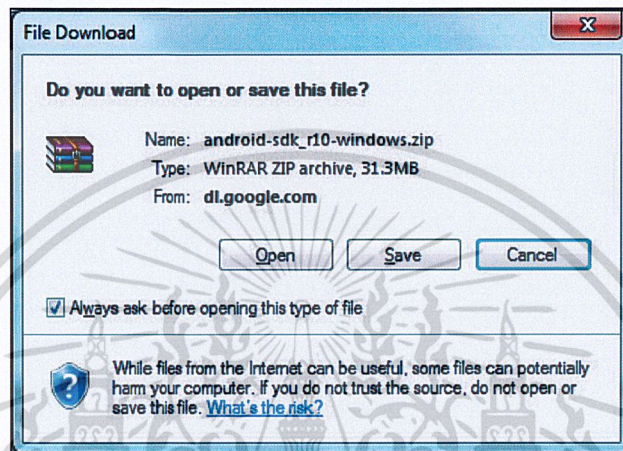 File Download
Do you want to open or save this file?
Name: android-sdk_r10-windows.zip
Type: WinRAR ZIP archive, 31.3MB
From: dl.google.com
Open Save Cancel
Always ask before opening this type of file
While files from the Internet can be useful, some files can potentially
harm your computer. If you do not trust the source, do not open or
save this file. What's the risk?